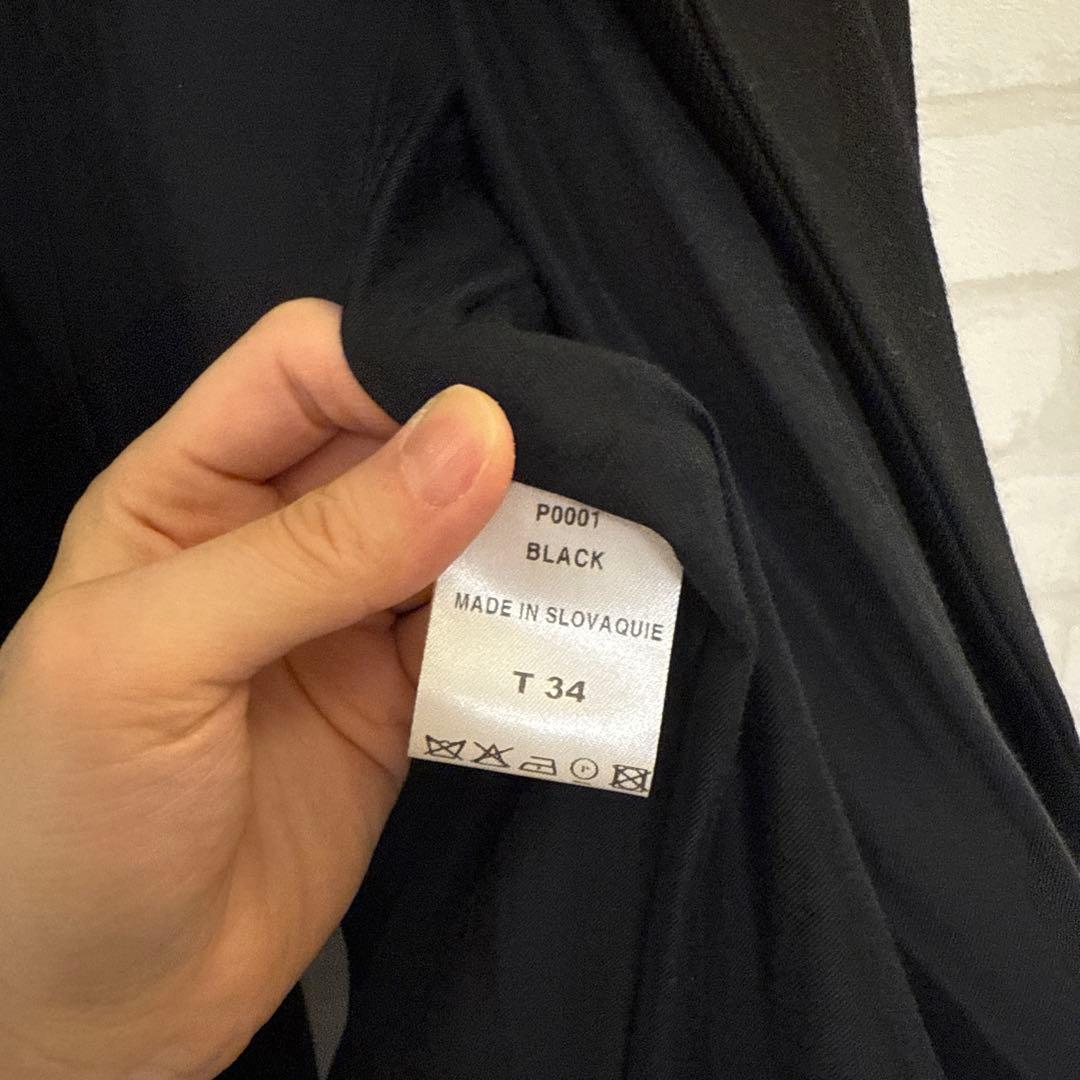 P0001
BLACK
MADE IN SLOVAQUIE
T 34
P